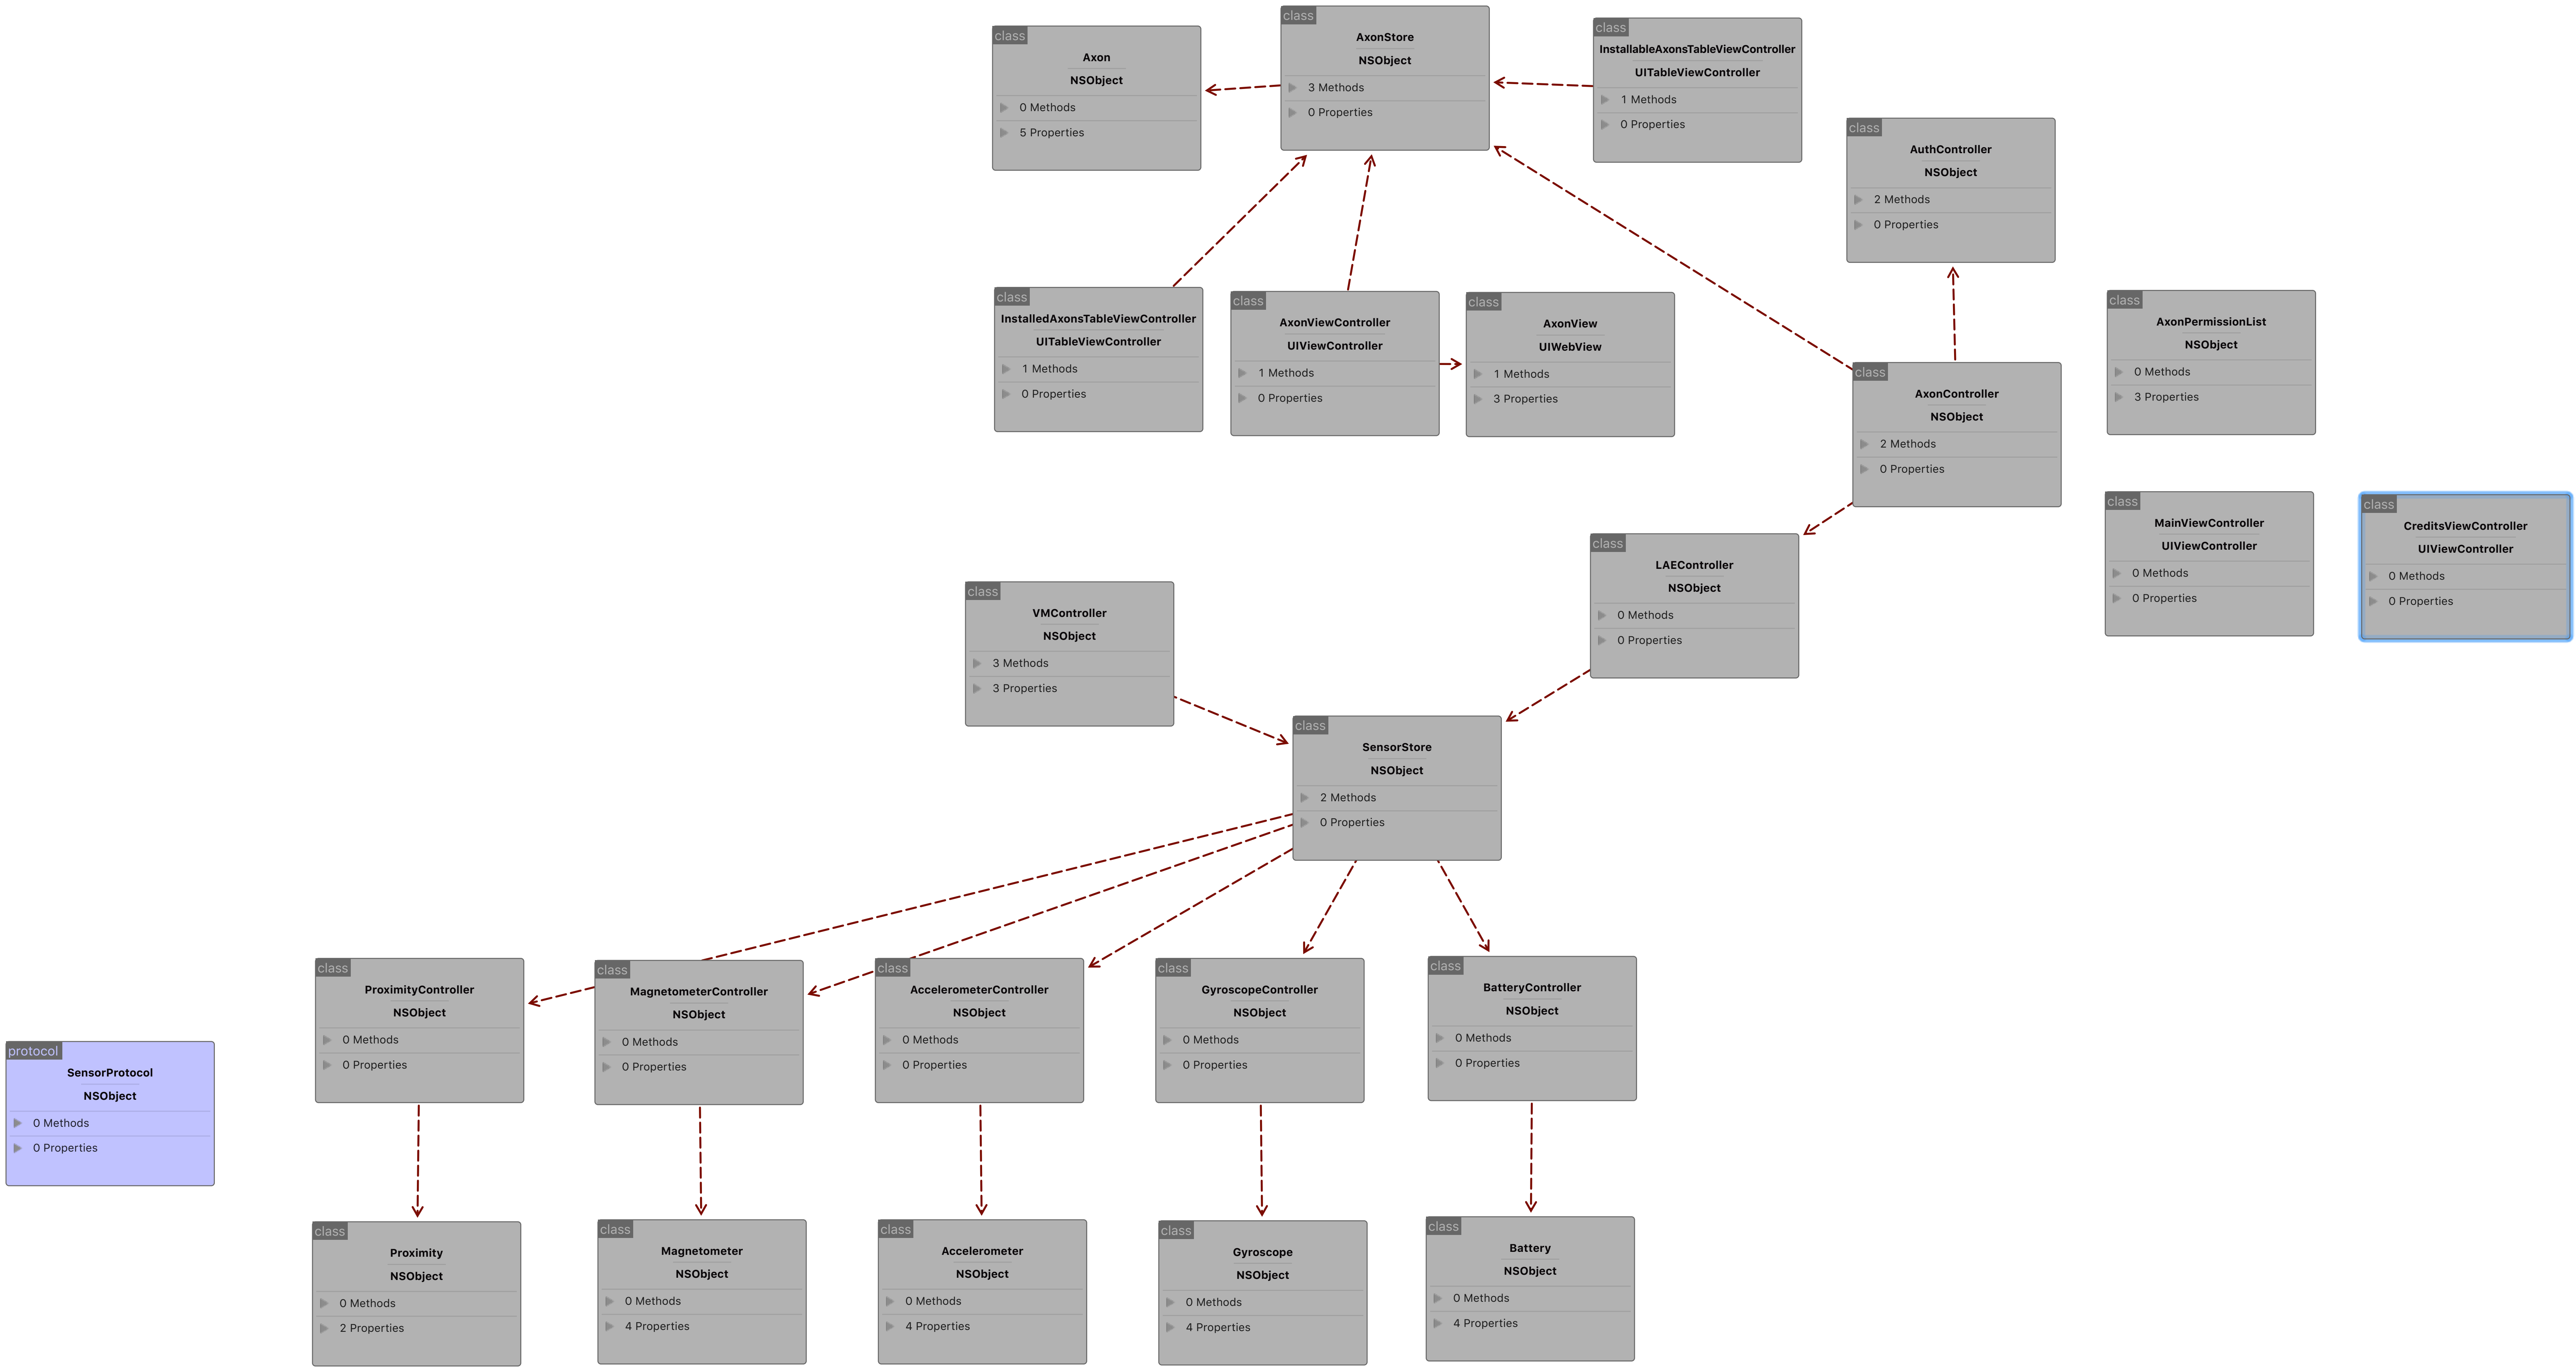 class
Axon
NSObject
0 Methods
5 Properties
class
AxonStore
NSObject
3 Methods
0 Properties
class
InstallableAxonsTableViewController
UITableViewController
1 Methods
0 Properties
class
AuthController
NSObject
2 Methods
0 Properties
class
InstalledAxonsTableViewController
UITableViewController
1 Methods
0 Properties
class
AxonViewController
UIViewController
1 Methods
0 Properties
class
AxonView
UIWebView
1 Methods
3 Properties
class
AxonController
NSObject
2 Methods
0 Properties
class
AxonPermissionList
NSObject
0 Methods
3 Properties
class
MainViewController
UIViewController
0 Methods
0 Properties
class
CreditsViewController
UIViewController
0 Methods
0 Properties
class
LAEController
NSObject
0 Methods
0 Properties
class
VMController
NSObject
3 Methods
3 Properties
class
SensorStore
NSObject
2 Methods
0 Properties
class
ProximityController
NSObject
0 Methods
0 Properties
class
MagnetometerController
NSObject
0 Methods
0 Properties
class
AccelerometerController
NSObject
0 Methods
0 Properties
class
GyroscopeController
NSObject
0 Methods
0 Properties
class
BatteryController
NSObject
0 Methods
0 Properties
protocol
SensorProtocol
NSObject
0 Methods
0 Properties
class
Proximity
NSObject
0 Methods
2 Properties
class
Magnetometer
NSObject
0 Methods
4 Properties
class
Accelerometer
NSObject
0 Methods
4 Properties
class
Gyroscope
NSObject
0 Methods
4 Properties
class
Battery
NSObject
0 Methods
4 Properties